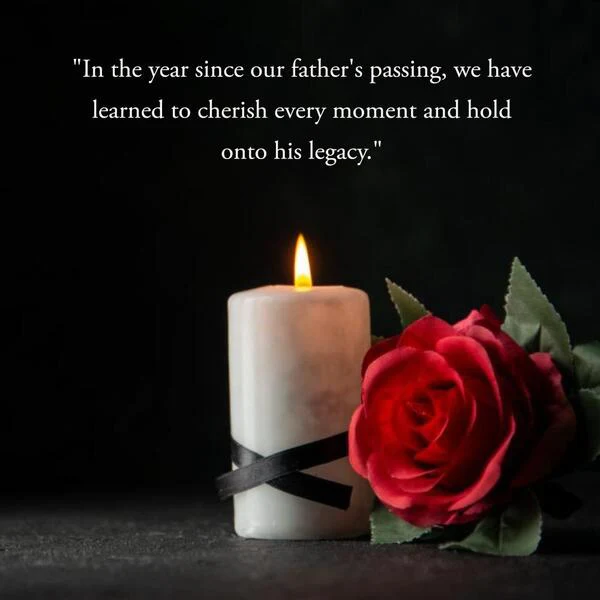 "In the year since our father's passing, we have
learned to cherish every moment and hold
onto his legacy."